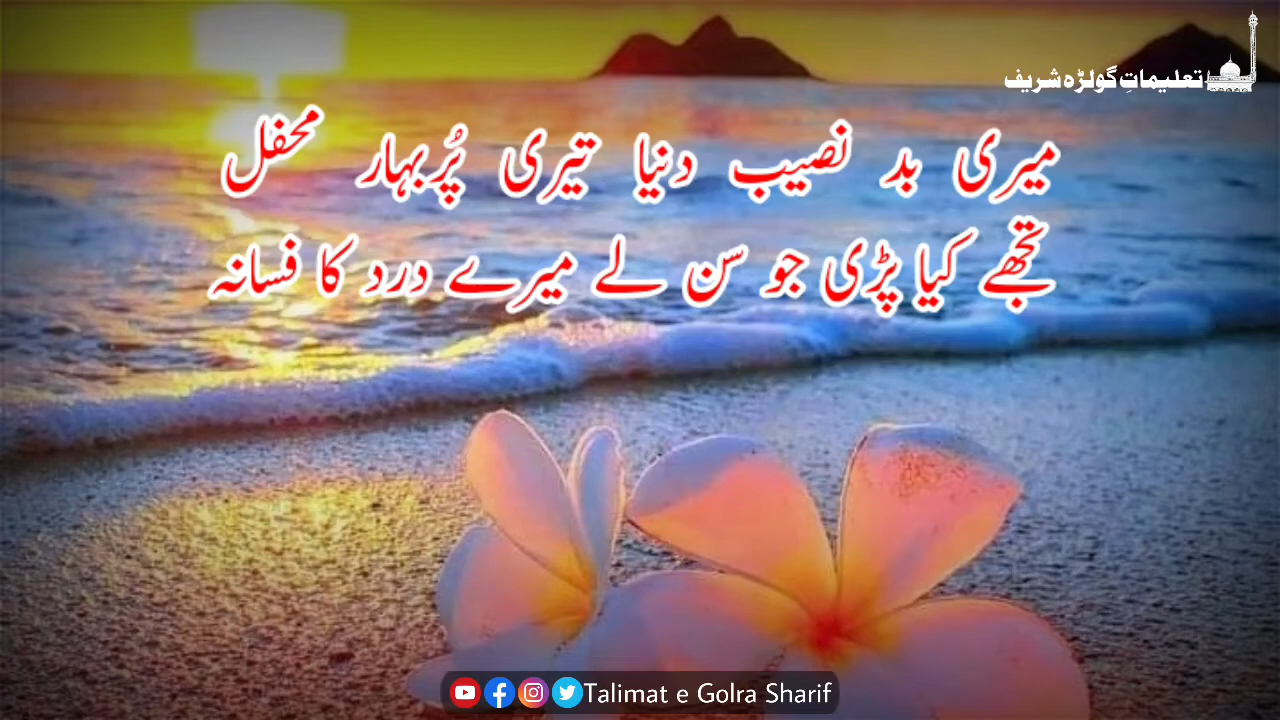 تعلیماتِ گولڑہ شریف
میری بد نصیب دنیا تیری پُربہار محفل
تجھے کیا پڑی جو سن لے میرے درد کا فسانہ
Talimat e Golra Sharif